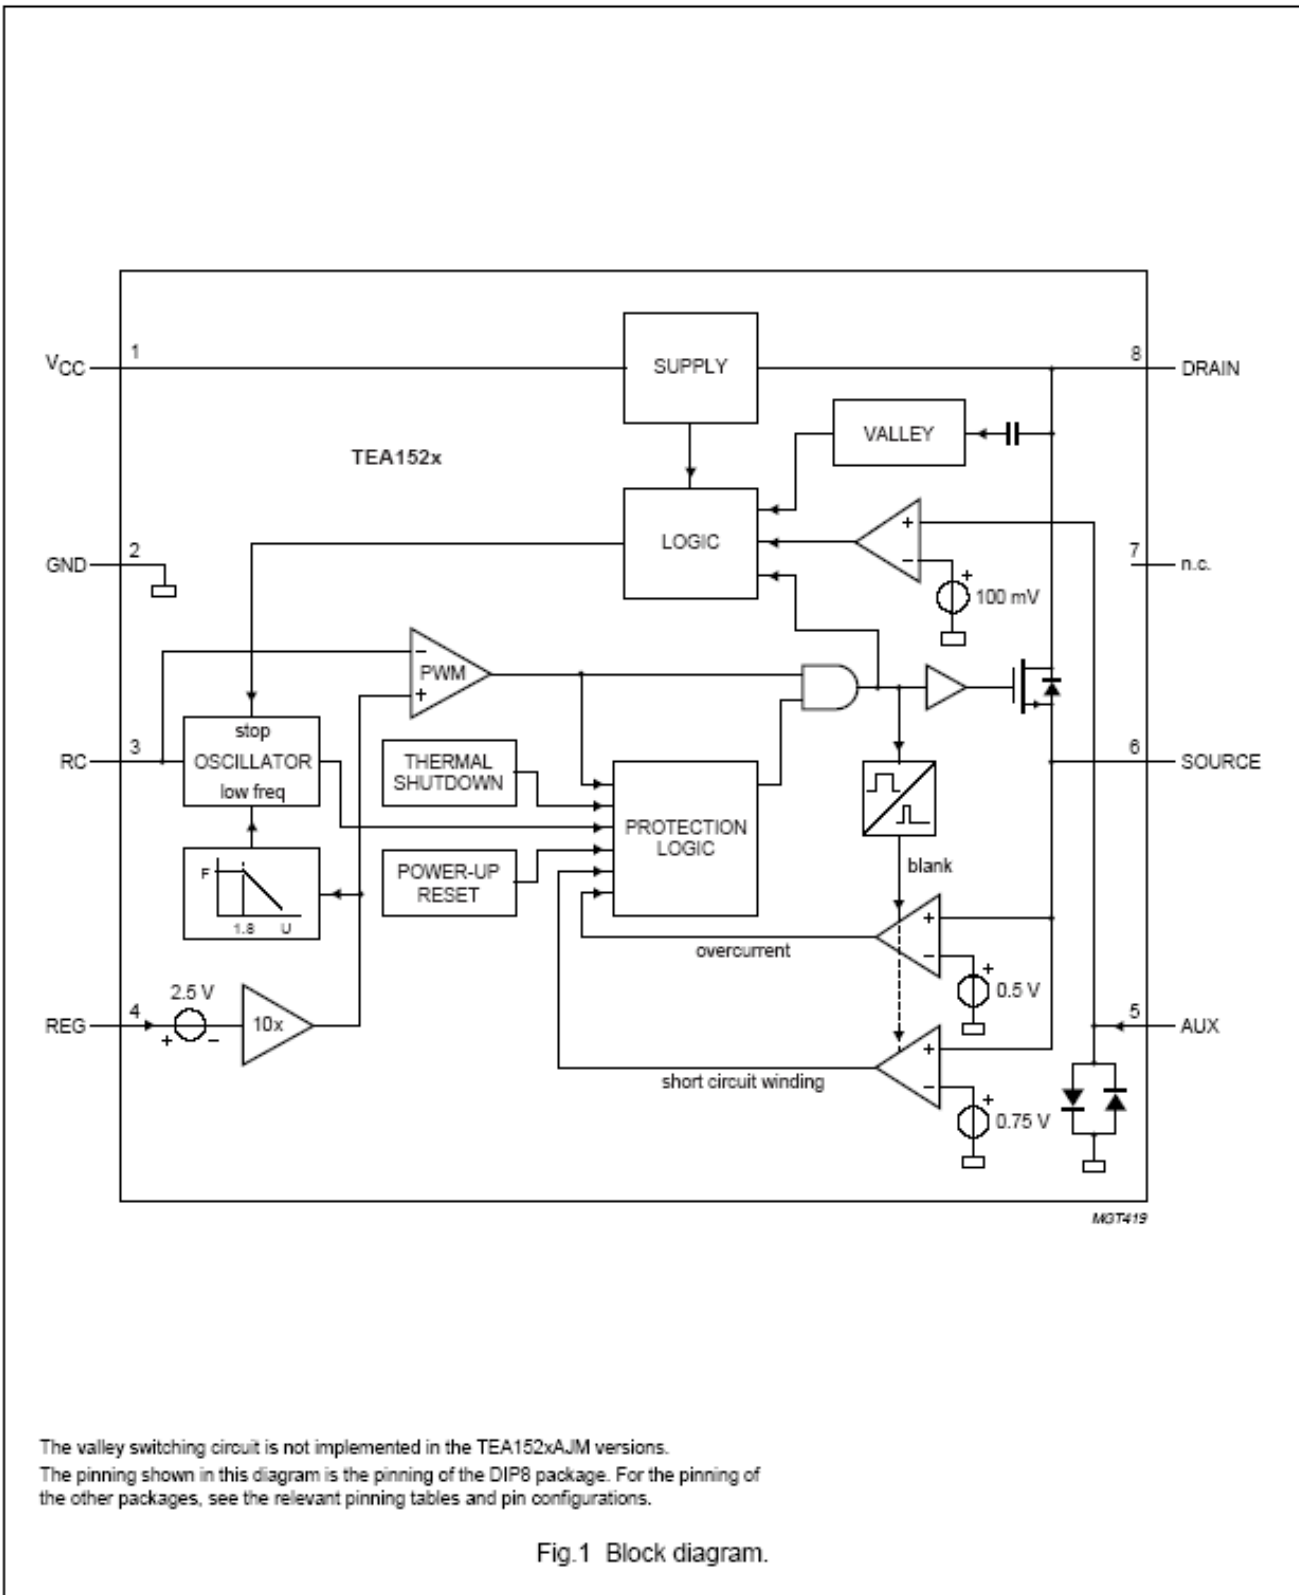 SUPPLY
VCC
1
8
DRAIN
VALLEY
TEA152x
+
LOGIC
2
GND
−
7
n.c.
+
100 mV
−
PWM
+
stop
3
RC
OSCILLATOR
low freq
THERMAL
SHUTDOWN
6
SOURCE
PROTECTION
LOGIC
POWER-UP
RESET
blank
F
1.8
U
+
overcurrent
−
+
0.5 V
2.5 V
4
REG
+
−
10x
5
AUX
+
short circuit winding
−
+
0.75 V
MGT419
The valley switching circuit is not implemented in the TEA152xAJM versions.
The pinning shown in this diagram is the pinning of the DIP8 package. For the pinning of
the other packages, see the relevant pinning tables and pin configurations.
Fig.1 Block diagram.